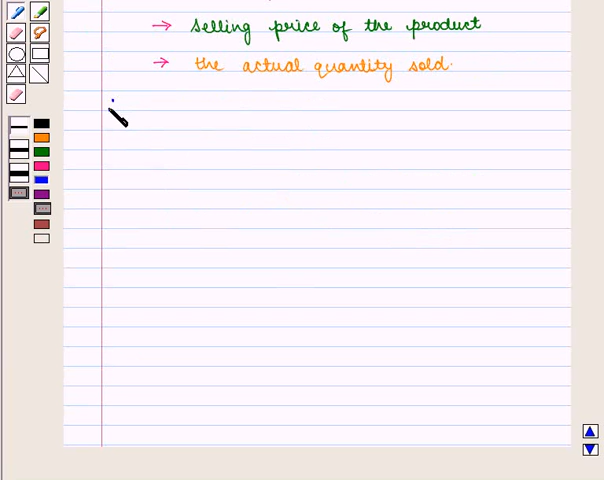 → selling price of the product
→ the actual quantity sold.